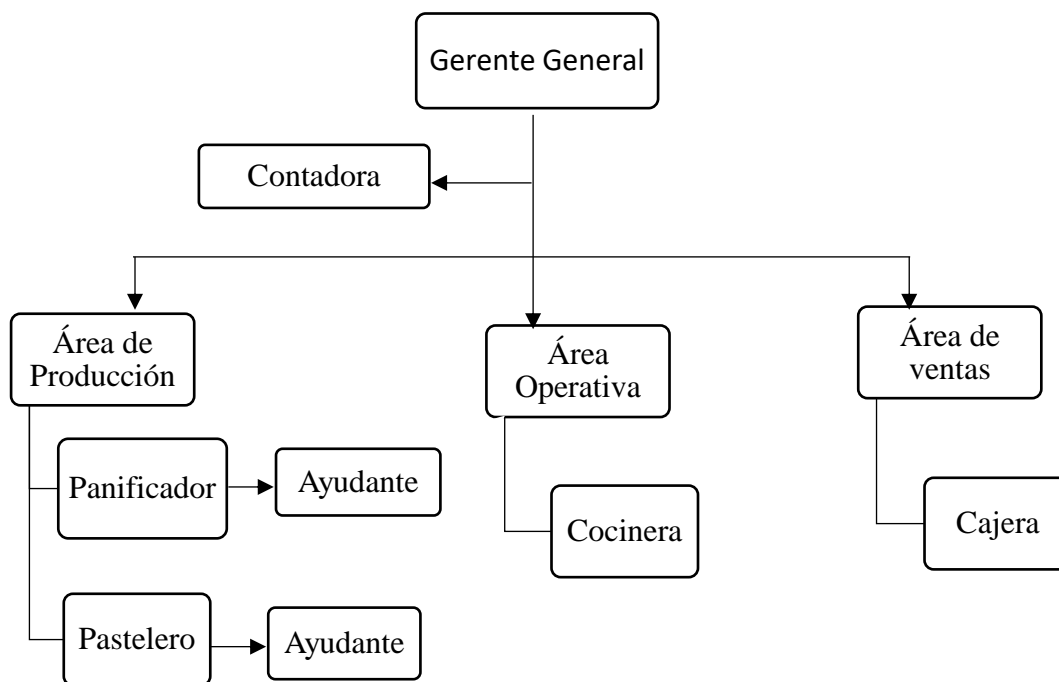 Gerente General
Contadora
Área de
Producción
Área
Operativa
Área de
ventas
Panificador
Ayudante
Cocinera
Cajera
Pastelero
Ayudante